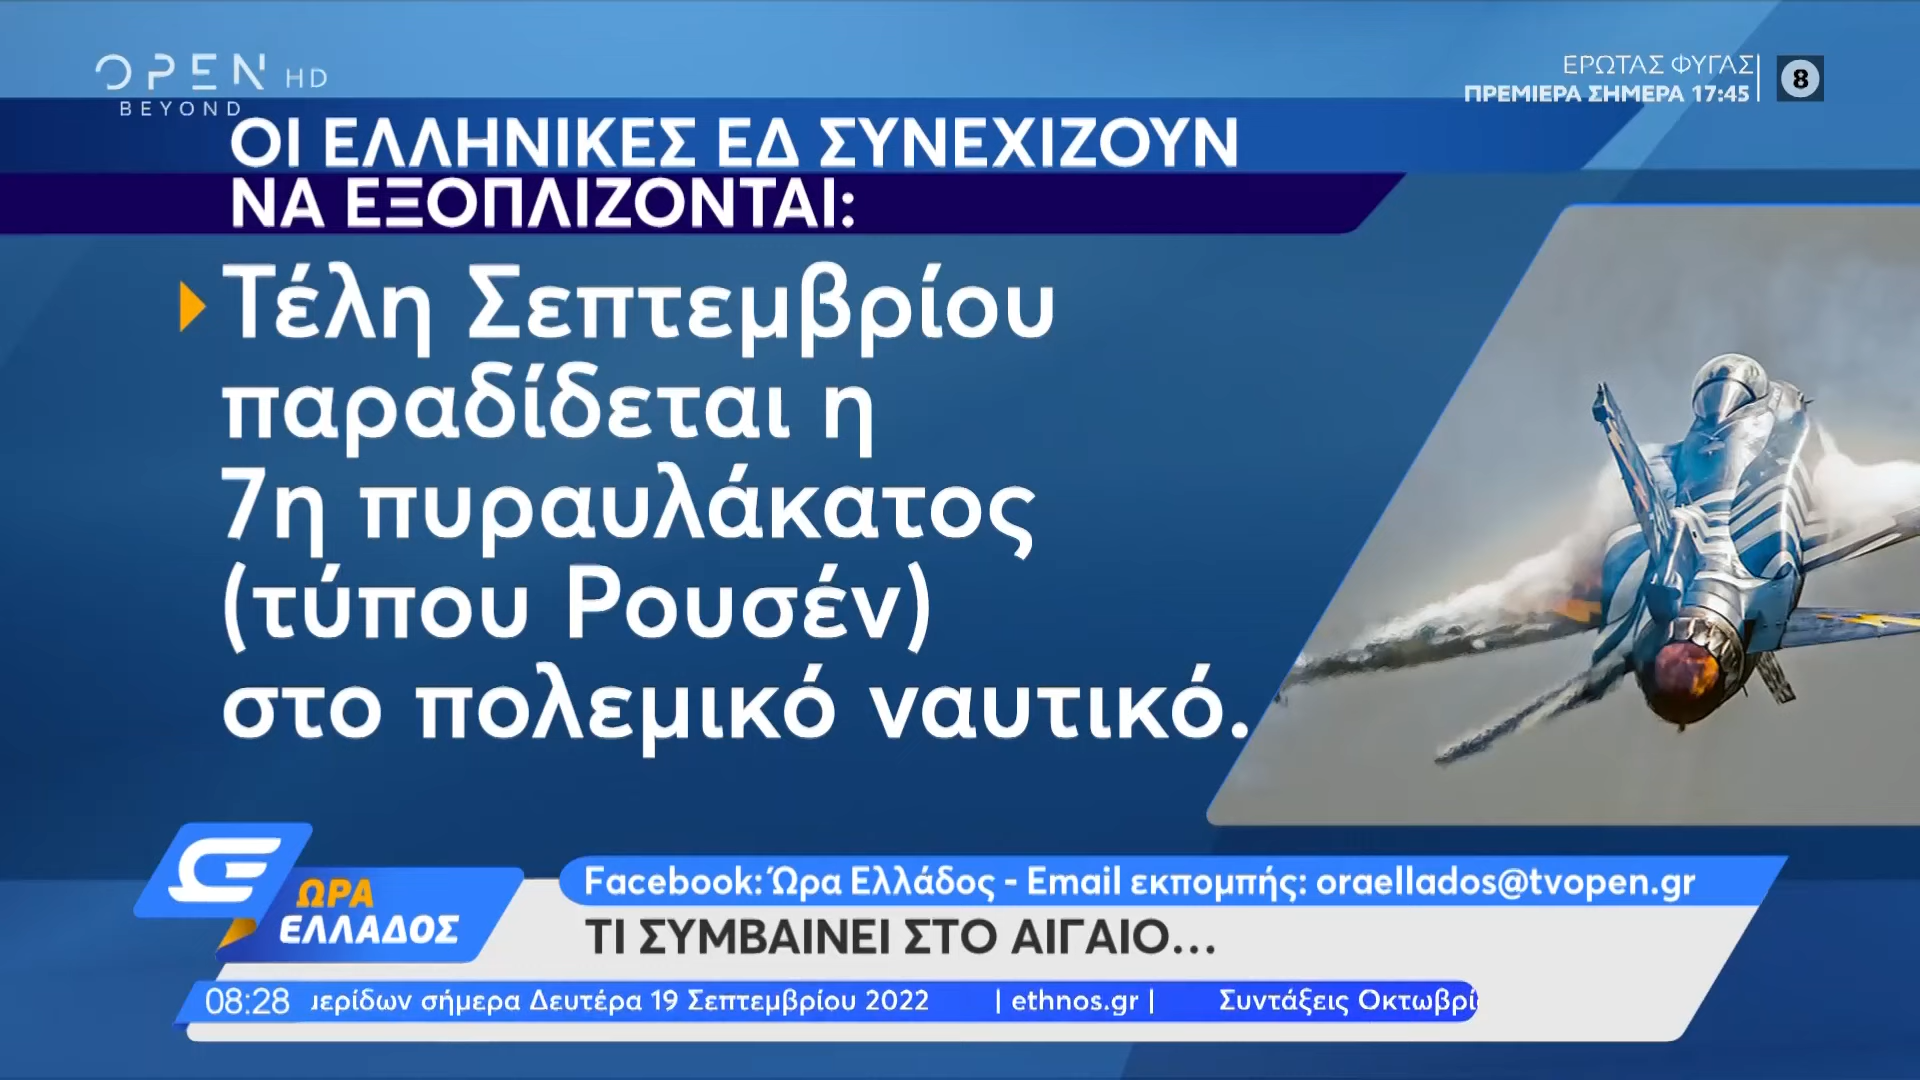 OPEN HD
BEYOND
ΕΡΩΤΑΣ ΦΥΓΑΣ
ΠΡΕΜΙΕΡΑ ΣΗΜΕΡΑ 17:45
8
ΟΙ ΕΛΛΗΝΙΚΕΣ ΕΔ ΣΥΝΕΧΙΖΟΥΝ
ΝΑ ΕΞΟΠΛΙΖΟΝΤΑΙ:
Τέλη Σεπτεμβρίου
παραδίδεται η
7η πυραυλάκατος
(τύπου Ρουσέν)
στο πολεμικό ναυτικό.
ΩΡΑ
ΕΛΛΑΔΟΣ
Facebook: Ώρα Ελλάδος - Email εκπομπής: oraellados@tvopen.gr
ΤΙ ΣΥΜΒΑΙΝΕΙ ΣΤΟ ΑΙΓΑΙΟ...
08:28 σήμερα Δευτέρα 19 Σεπτεμβρίου 2022 | ethnos.gr | Συντάξεις